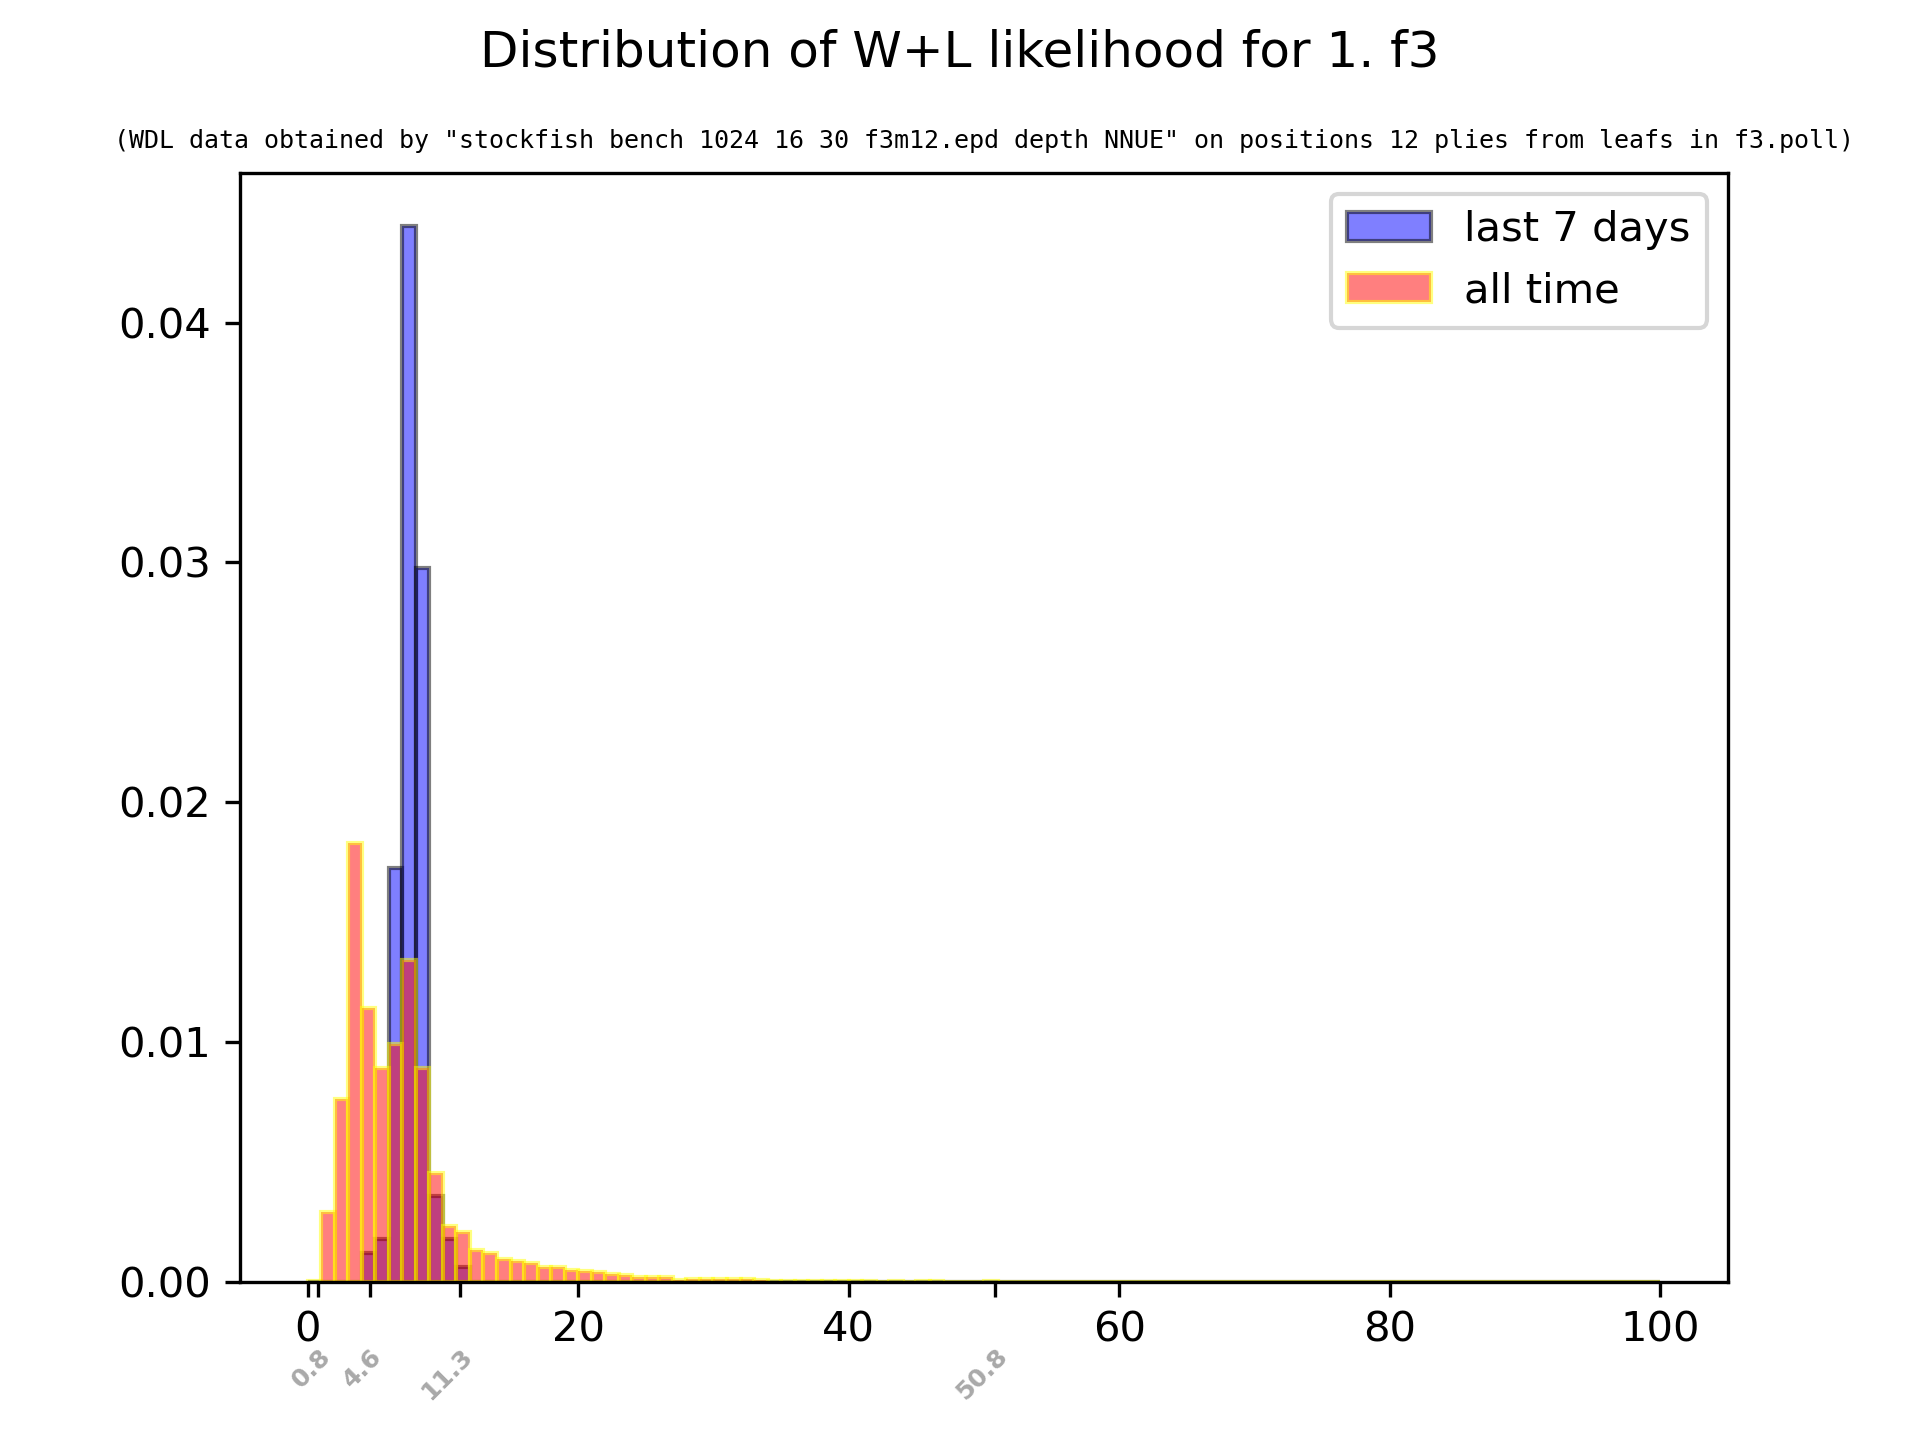 Distribution of W+L likelihood for 1. f3
(WDL data obtained by "stockfish bench 1024 16 30 f3m12.epd depth NNUE" on positions 12 plies from leafs in f3.poll)
last 7 days
all time
0.04
0.03
0.02
0.01
0.00
0 20 40 60 80 100
0.8 4.6 11.3 50.8